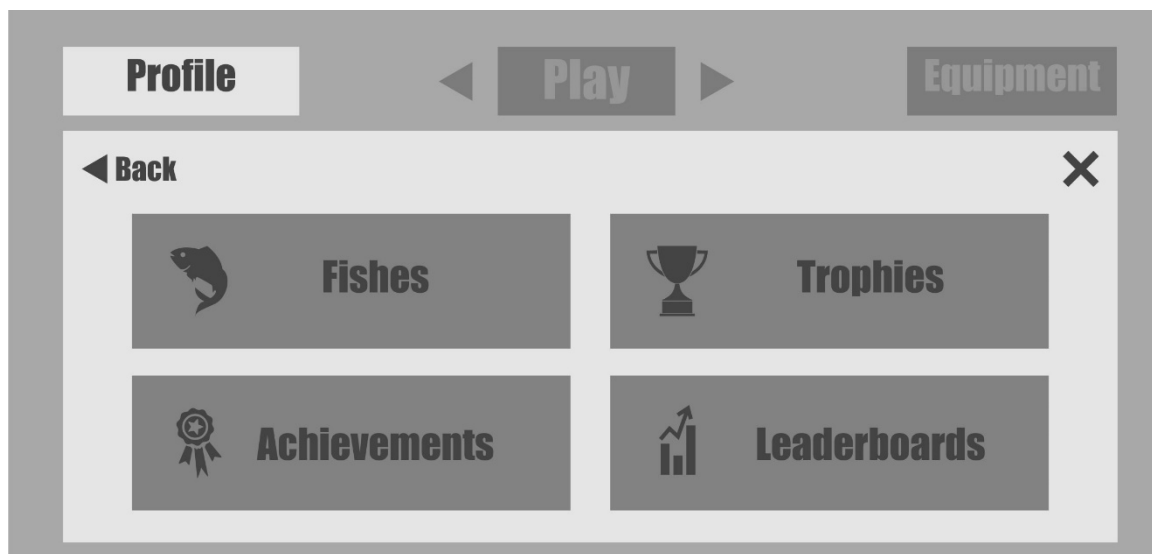 Profile
Play
Equipment
Back
Fishes
Trophies
Achievements
Leaderboards